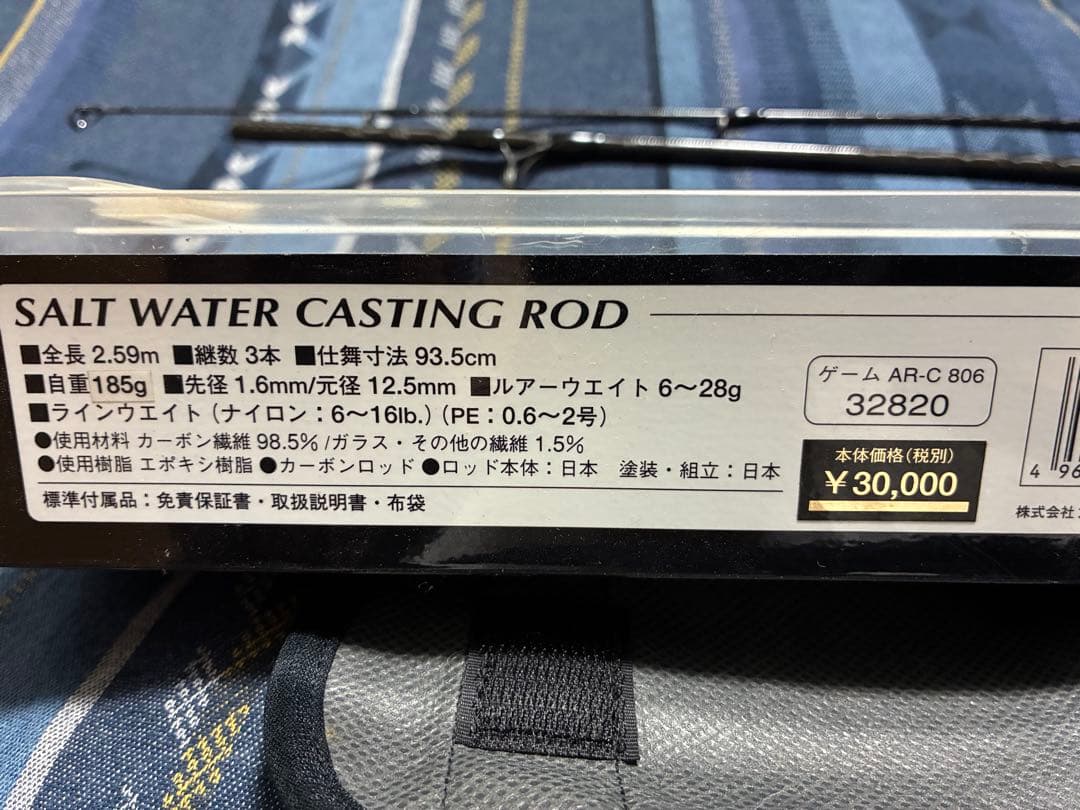 SALT WATER CASTING ROD
■全長 2.59m ■継数 3本 ■仕舞寸法 93.5cm
■自重 185g ■先径 1.6mm/元径 12.5mm ■ルアーウエイト 6〜28g
■ラインウエイト (ナイロン：6〜16lb.) (PE：0.6〜2号)
●使用材料 カーボン繊維 98.5% /ガラス・その他の繊維 1.5%
●使用樹脂 エポキシ樹脂 ●カーボンロッド ●ロッド本体：日本 塗装・組立：日本
標準付属品：免責保証書・取扱説明書・布袋
ゲーム AR-C 806
32820
本体価格(税別)
￥30,000
4 96
株式会社